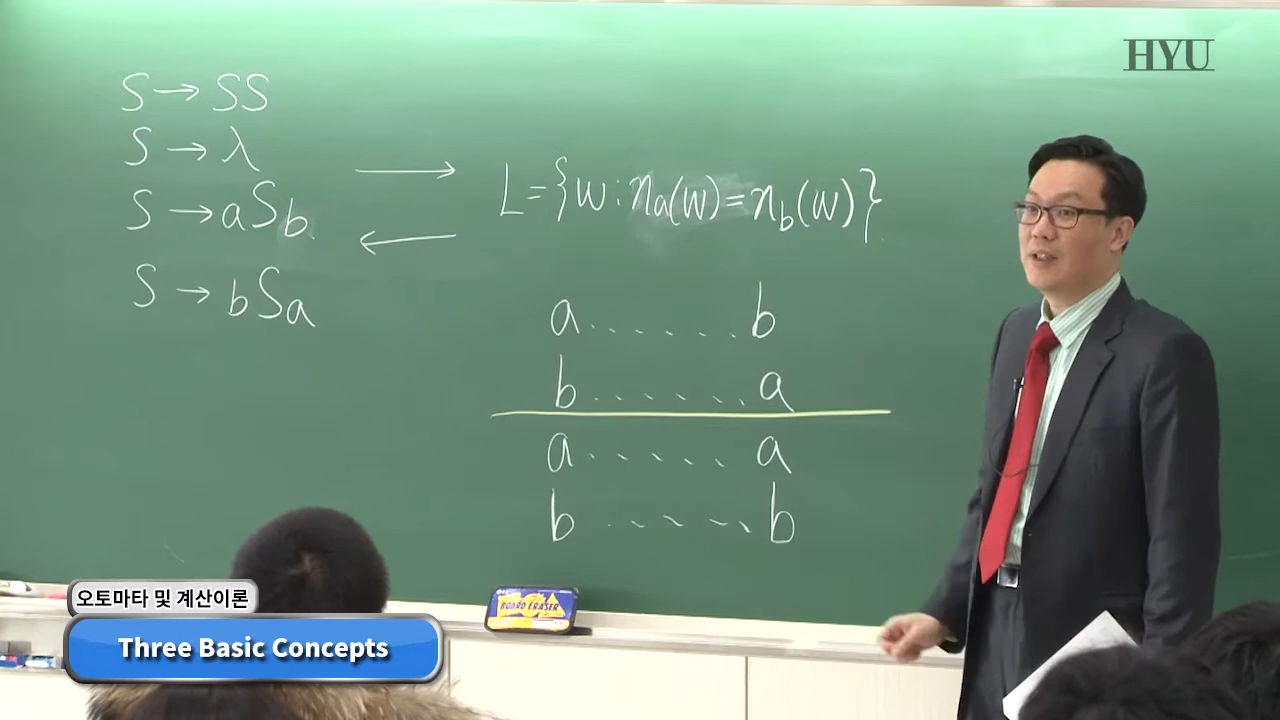 HYU
S → SS
S → λ
S → aSb
S → bSa
L = {w : na(w) = nb(w)}
a . . . . . . b
b . . . . . . . a
a . . . . . . a
b . . . . . b
BOARD ERASER
오토마타 및 계산이론
Three Basic Concepts